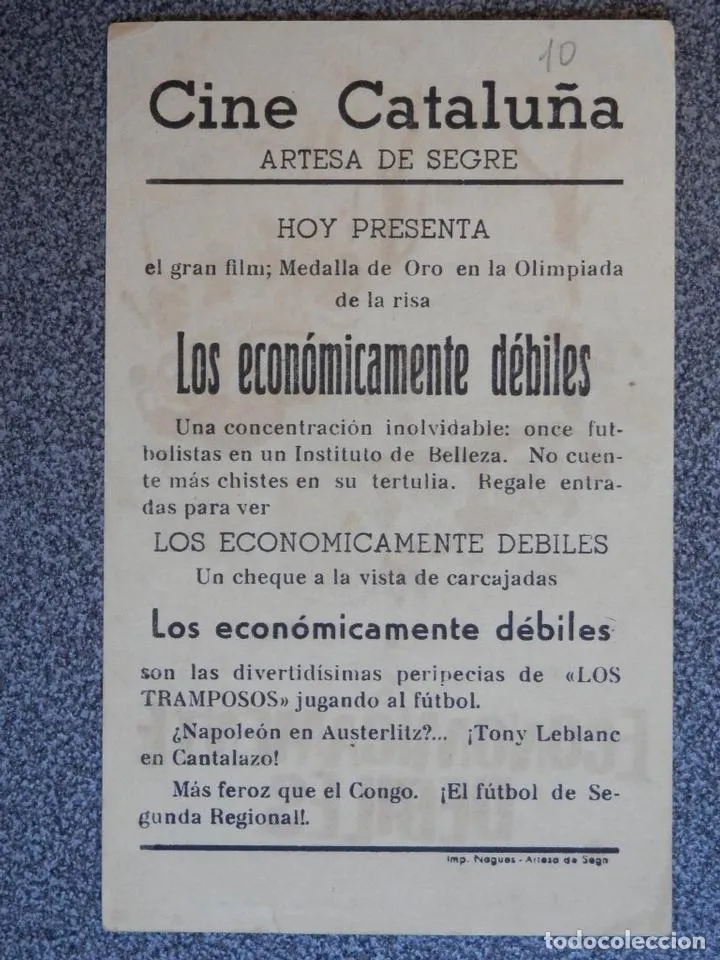 10
Cine Cataluña
ARTESA DE SEGRE
HOY PRESENTA
el gran film; Medalla de Oro en la Olimpiada
de la risa
Los económicamente débiles
Una concentración inolvidable: once fut-
bolistas en un Instituto de Belleza. No cuen-
te más chistes en su tertulia. Regale entra-
das para ver
LOS ECONOMICAMENTE DEBILES
Un cheque a la vista de carcajadas
Los económicamente débiles
son las divertidísimas peripecias de «LOS
TRAMPOSOS» jugando al fútbol.
¿Napoleón en Austerlitz?... ¡Tony Leblanc
en Cantalazo!
Más feroz que el Congo. ¡El fútbol de Se-
gunda Regional!.
Imp. Nogues - Artesa de Segre
todocoleccion